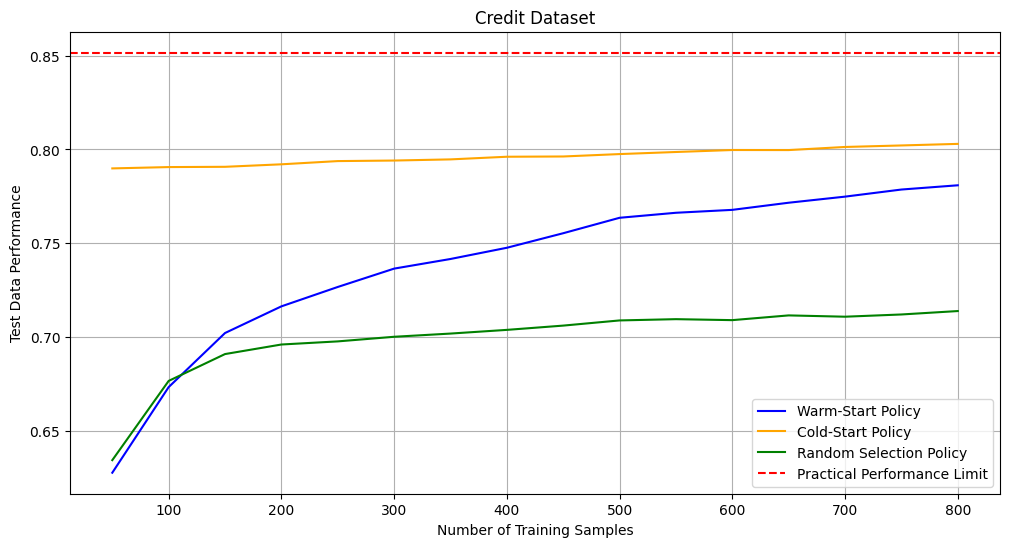 Credit Dataset
Test Data Performance
0.85
0.80
0.75
0.70
0.65
Warm-Start Policy
Cold-Start Policy
Random Selection Policy
Practical Performance Limit
100 200 300 400 500 600 700 800
Number of Training Samples